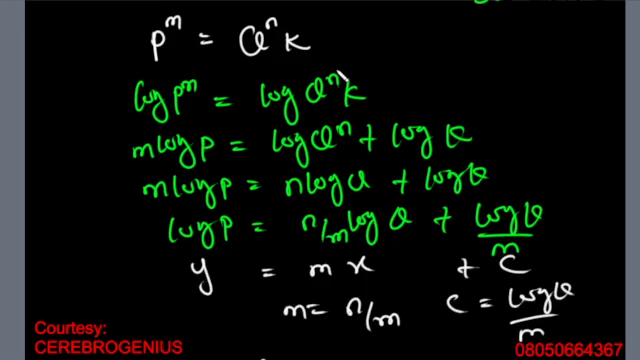 P^m = Q^n K
log P^m = log Q^n K
m log P = log Q^n + log K
m log P = n log Q + log K
log P = n/m log Q + log K / m
y = m x + C
m = n/m C = log K / m
Courtesy:
CEREBROGENIUS
08050664367